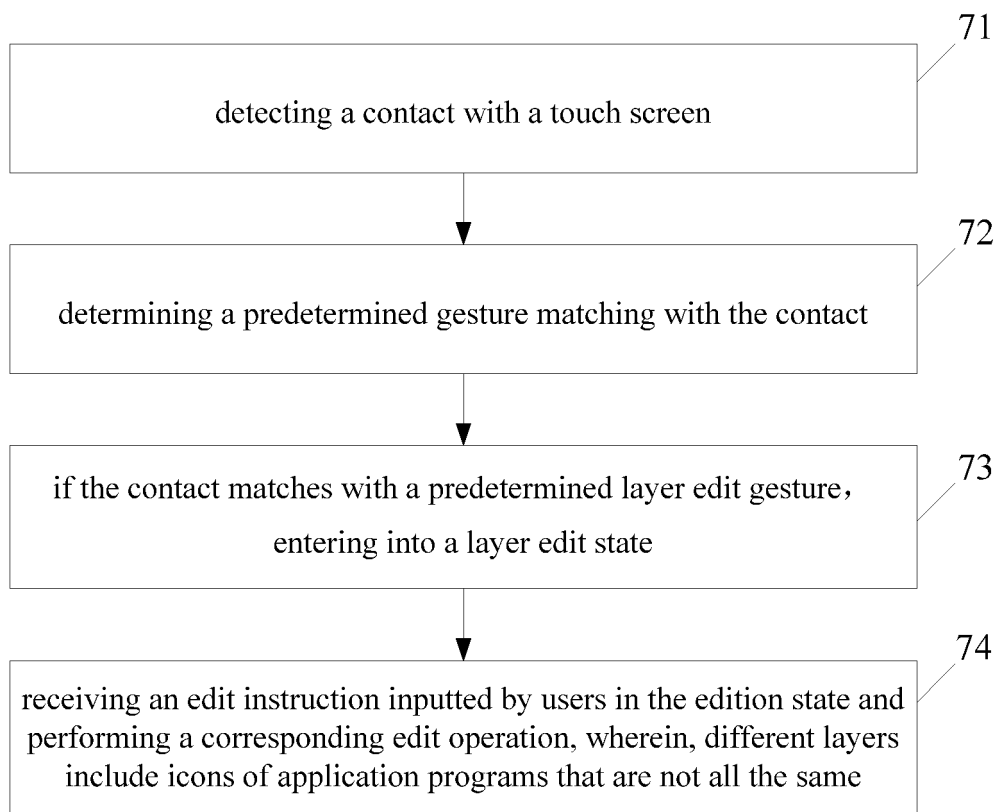 71
detecting a contact with a touch screen
72
determining a predetermined gesture matching with the contact
73
if the contact matches with a predetermined layer edit gesture，
entering into a layer edit state
74
receiving an edit instruction inputted by users in the edition state and
performing a corresponding edit operation, wherein, different layers
include icons of application programs that are not all the same